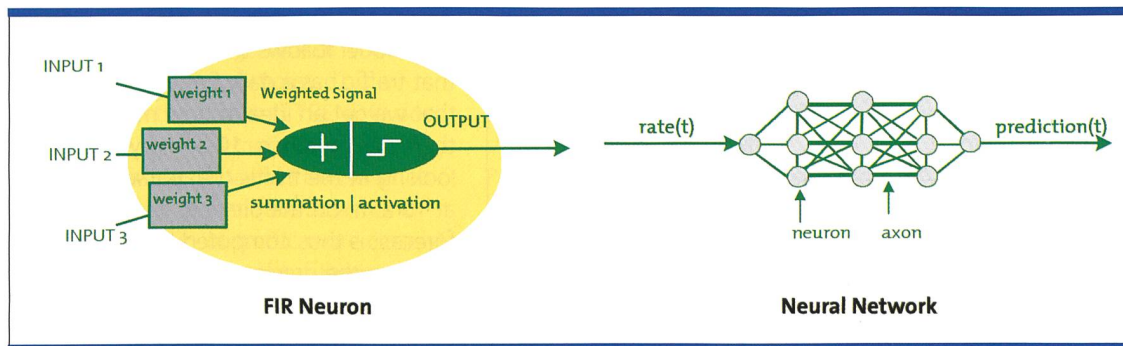 INPUT 1
weight 1
Weighted Signal
OUTPUT
INPUT 2
weight 2
weight 3
summation | activation
INPUT 3
FIR Neuron
rate(t)
prediction(t)
neuron
axon
Neural Network